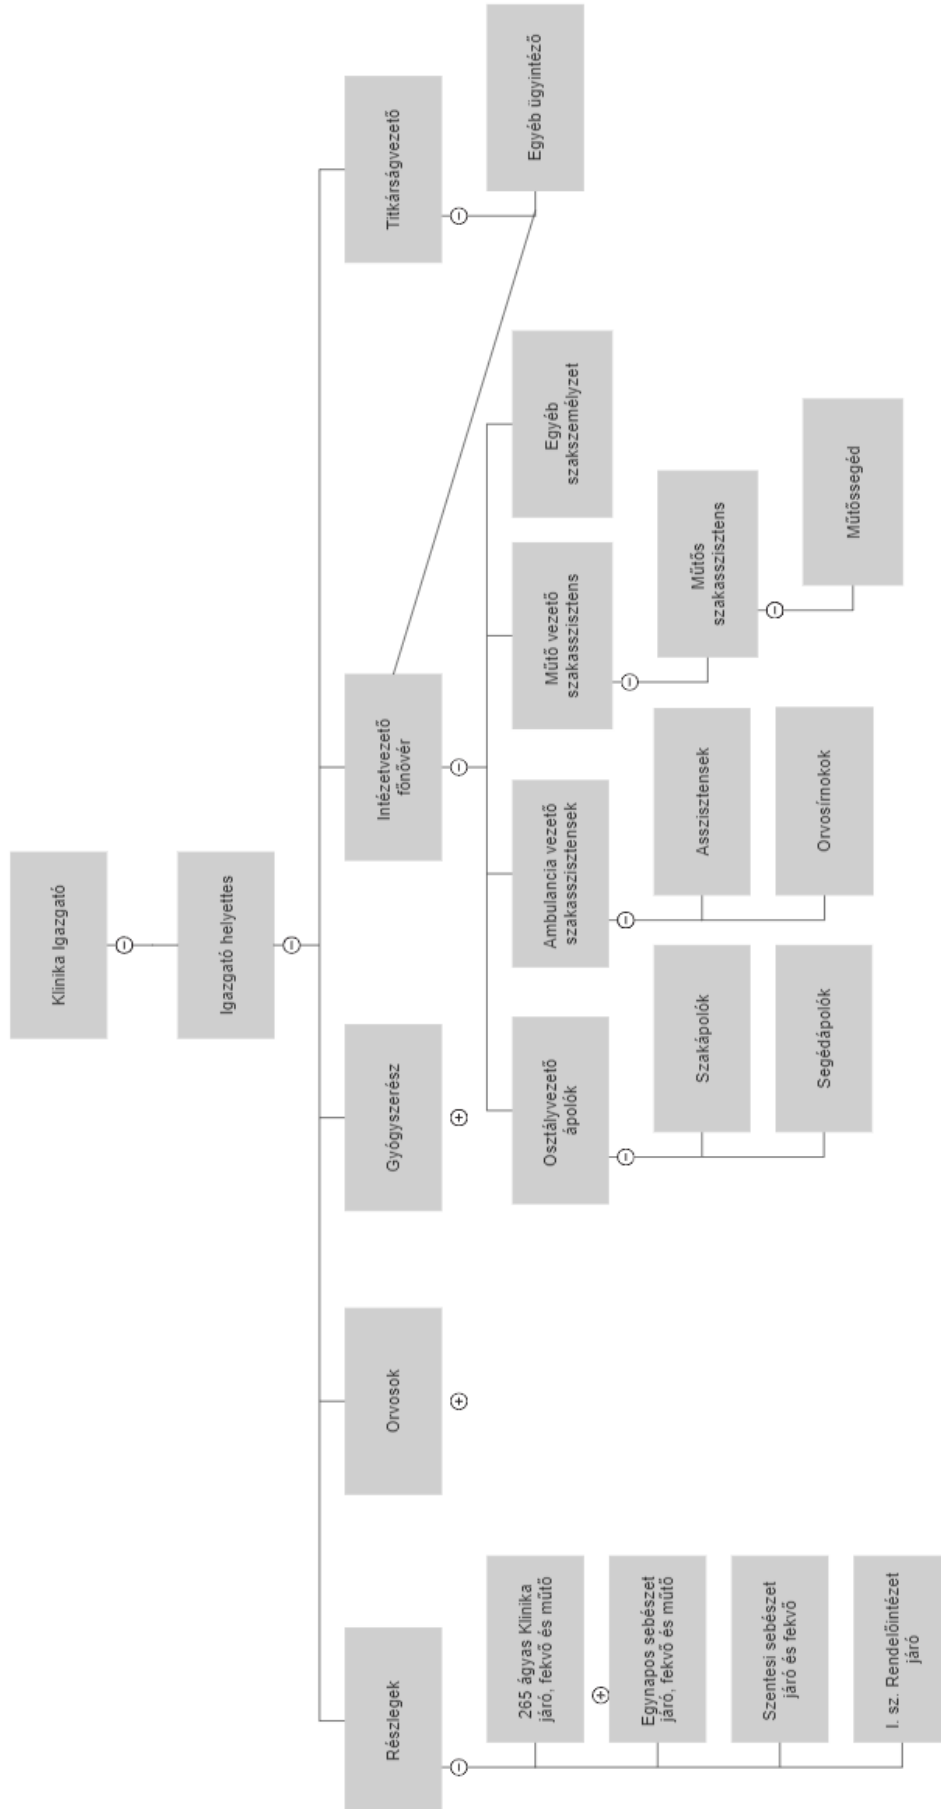 Klinika Igazgató
Igazgató helyettes
Részlegek
Orvosok
Gyógyszerész
Intézetvezető
főnővér
Titkárságvezető
265 ágyas Klinika
járó, fekvő és műtő
Egynapos sebészet
járó, fekvő és műtő
Szentesi sebészet
járó és fekvő
I. sz. Rendelőintézet
járó
Osztályvezető
ápolók
Ambulancia vezető
szakasszisztensek
Műtő vezető
szakasszisztens
Egyéb
szakszemélyzet
Egyéb ügyintéző
Szakápolók
Segédápolók
Asszisztensek
Orvosírnokok
Műtős
szakasszisztens
Műtőssegéd